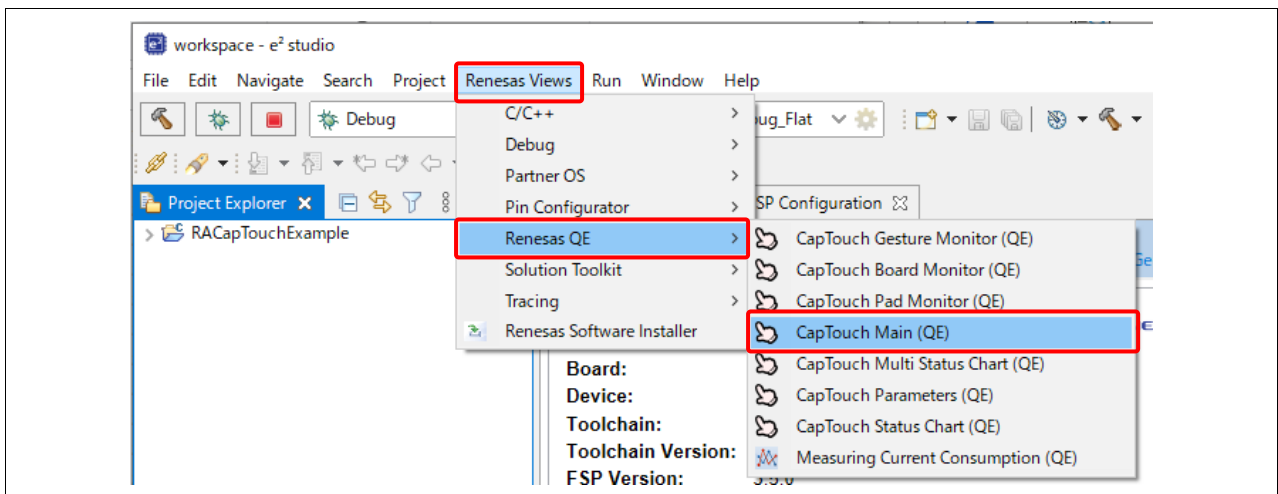 workspace - e² studio
File Edit Navigate Search Project Renesas Views Run Window Help
Debug
C/C++
Debug
Partner OS
Project Explorer
Pin Configurator
FSP Configuration
RACapTouchExample
Renesas QE
CapTouch Gesture Monitor (QE)
Solution Toolkit
CapTouch Board Monitor (QE)
Tracing
CapTouch Pad Monitor (QE)
Renesas Software Installer
CapTouch Main (QE)
Board:
CapTouch Multi Status Chart (QE)
Device:
CapTouch Parameters (QE)
Toolchain:
CapTouch Status Chart (QE)
Toolchain Version:
Measuring Current Consumption (QE)
FSP Version: